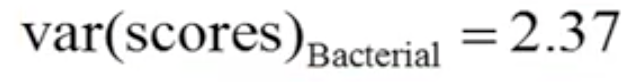 var(scores)Bacterial = 2.37